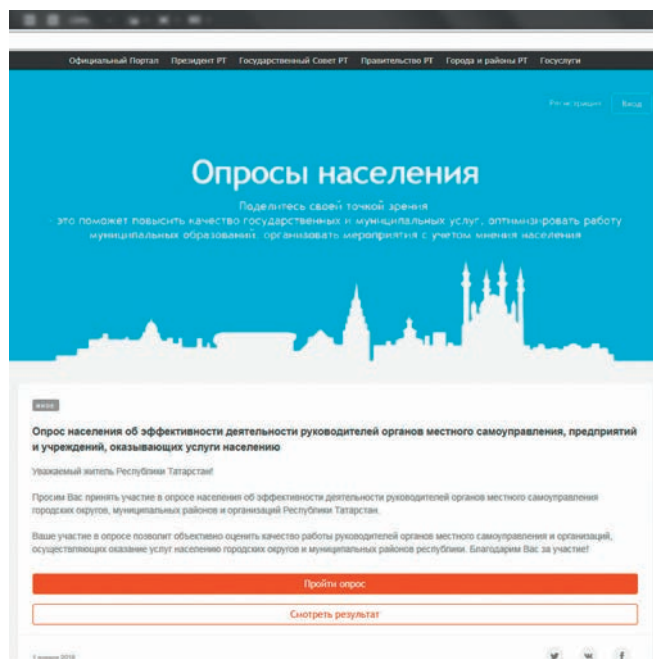 Официальный Портал Президент РТ Государственный Совет РТ Правительство РТ Города и районы РТ Госуслуги
Регистрация Вход
Опросы населения
Поделитесь своей точкой зрения
- это поможет повысить качество государственных и муниципальных услуг, оптимизировать работу
муниципальных образований, организовать мероприятия с учетом мнения населения
Опрос населения об эффективности деятельности руководителей органов местного самоуправления, предприятий
и учреждений, оказывающих услуги населению
Уважаемый житель Республики Татарстан!
Просим Вас принять участие в опросе населения об эффективности деятельности руководителей органов местного самоуправления
городских округов, муниципальных районов и организаций Республики Татарстан.
Ваше участие в опросе позволит объективно оценить качество работы руководителей органов местного самоуправления и организаций,
осуществляющих оказание услуг населению городских округов и муниципальных районов республики. Благодарим Вас за участие!
Пройти опрос
Смотреть результат